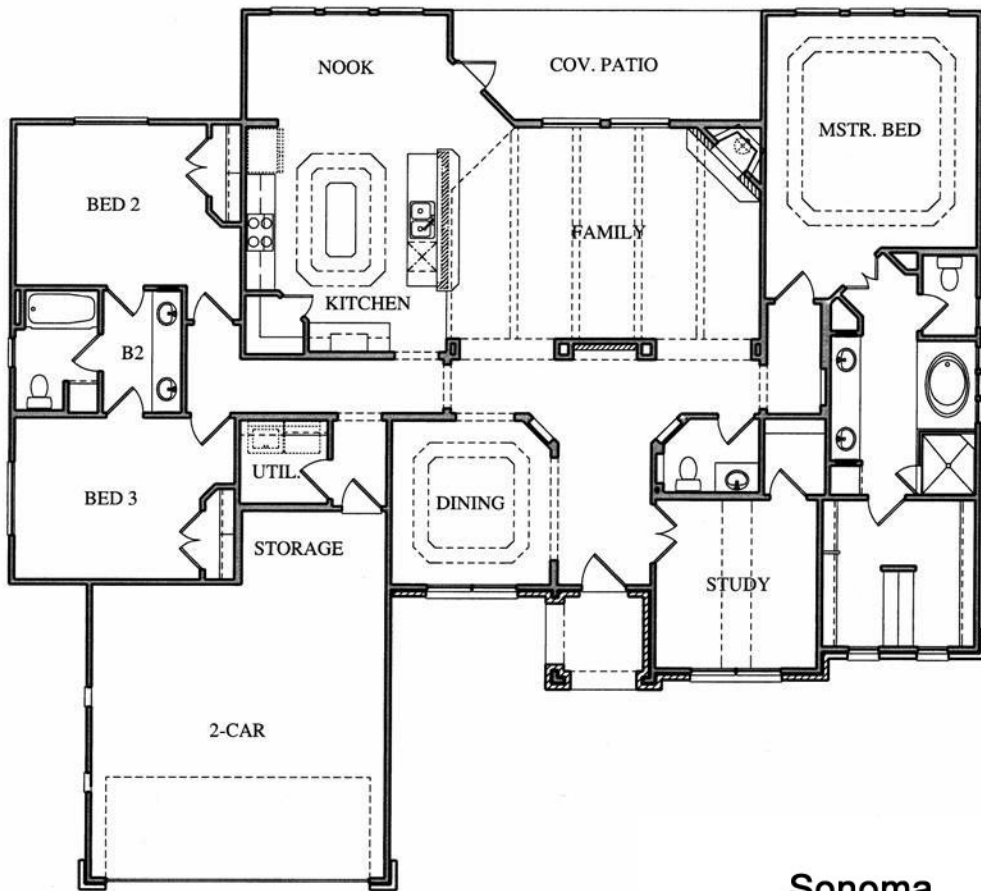 NOOK
COV. PATIO
MSTR. BED
BED 2
FAMILY
KITCHEN
B2
UTIL.
BED 3
DINING
STORAGE
STUDY
2-CAR
Sonoma